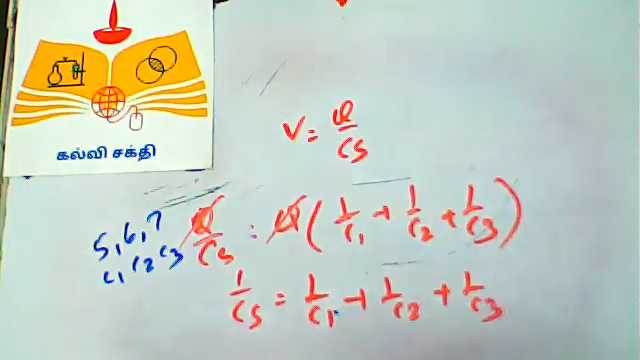 கல்வி சக்தி
V = Q/Cs
5, 6, 7
C1 C2 C3
Q/Cs = Q ( 1/C1 + 1/C2 + 1/C3 )
1/Cs = 1/C1 + 1/C2 + 1/C3